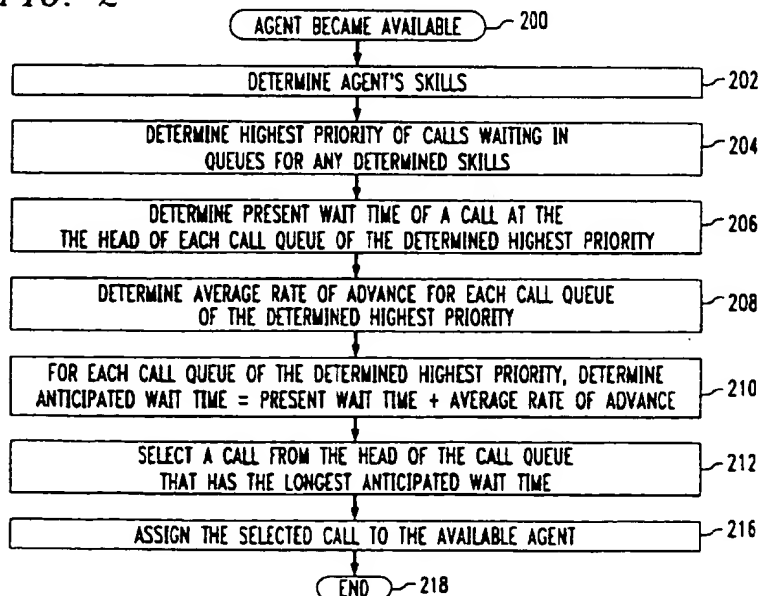 FIG. 2
AGENT BECAME AVAILABLE 200
DETERMINE AGENT'S SKILLS 202
DETERMINE HIGHEST PRIORITY OF CALLS WAITING IN
QUEUES FOR ANY DETERMINED SKILLS 204
DETERMINE PRESENT WAIT TIME OF A CALL AT THE
THE HEAD OF EACH CALL QUEUE OF THE DETERMINED HIGHEST PRIORITY 206
DETERMINE AVERAGE RATE OF ADVANCE FOR EACH CALL QUEUE
OF THE DETERMINED HIGHEST PRIORITY 208
FOR EACH CALL QUEUE OF THE DETERMINED HIGHEST PRIORITY, DETERMINE
ANTICIPATED WAIT TIME = PRESENT WAIT TIME + AVERAGE RATE OF ADVANCE 210
SELECT A CALL FROM THE HEAD OF THE CALL QUEUE
THAT HAS THE LONGEST ANTICIPATED WAIT TIME 212
ASSIGN THE SELECTED CALL TO THE AVAILABLE AGENT 216
END 218